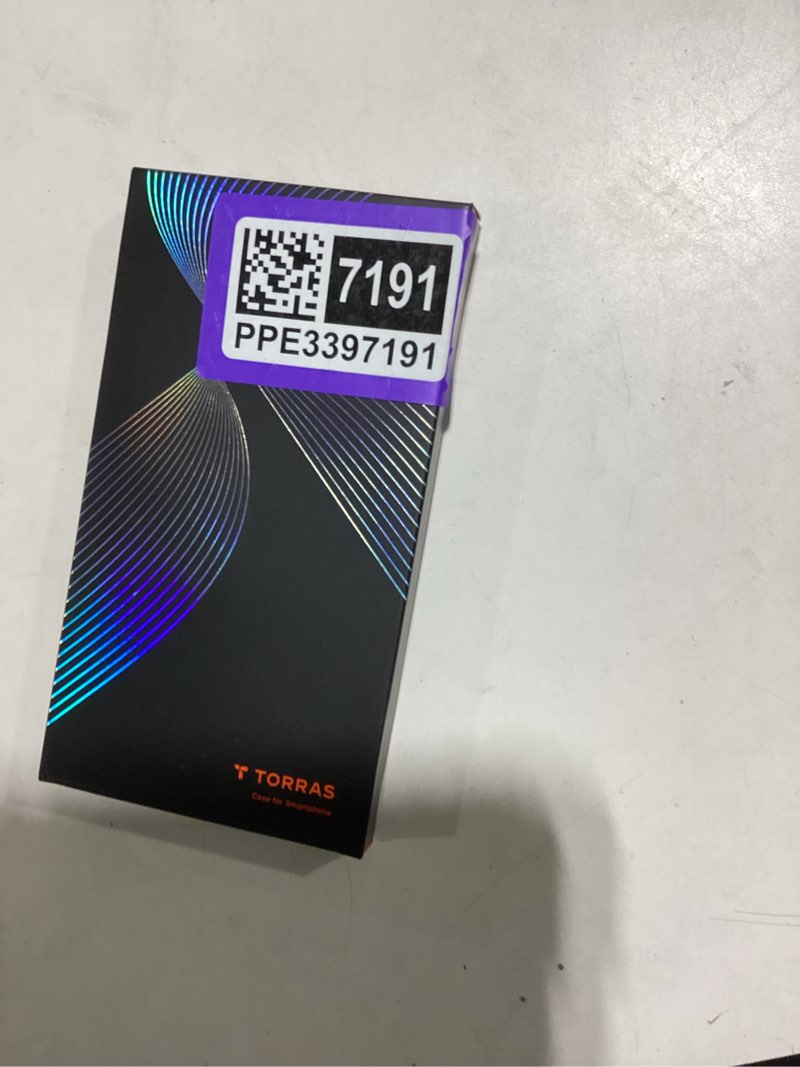 7191
PPE3397191
TORRAS
Case for Smartphone